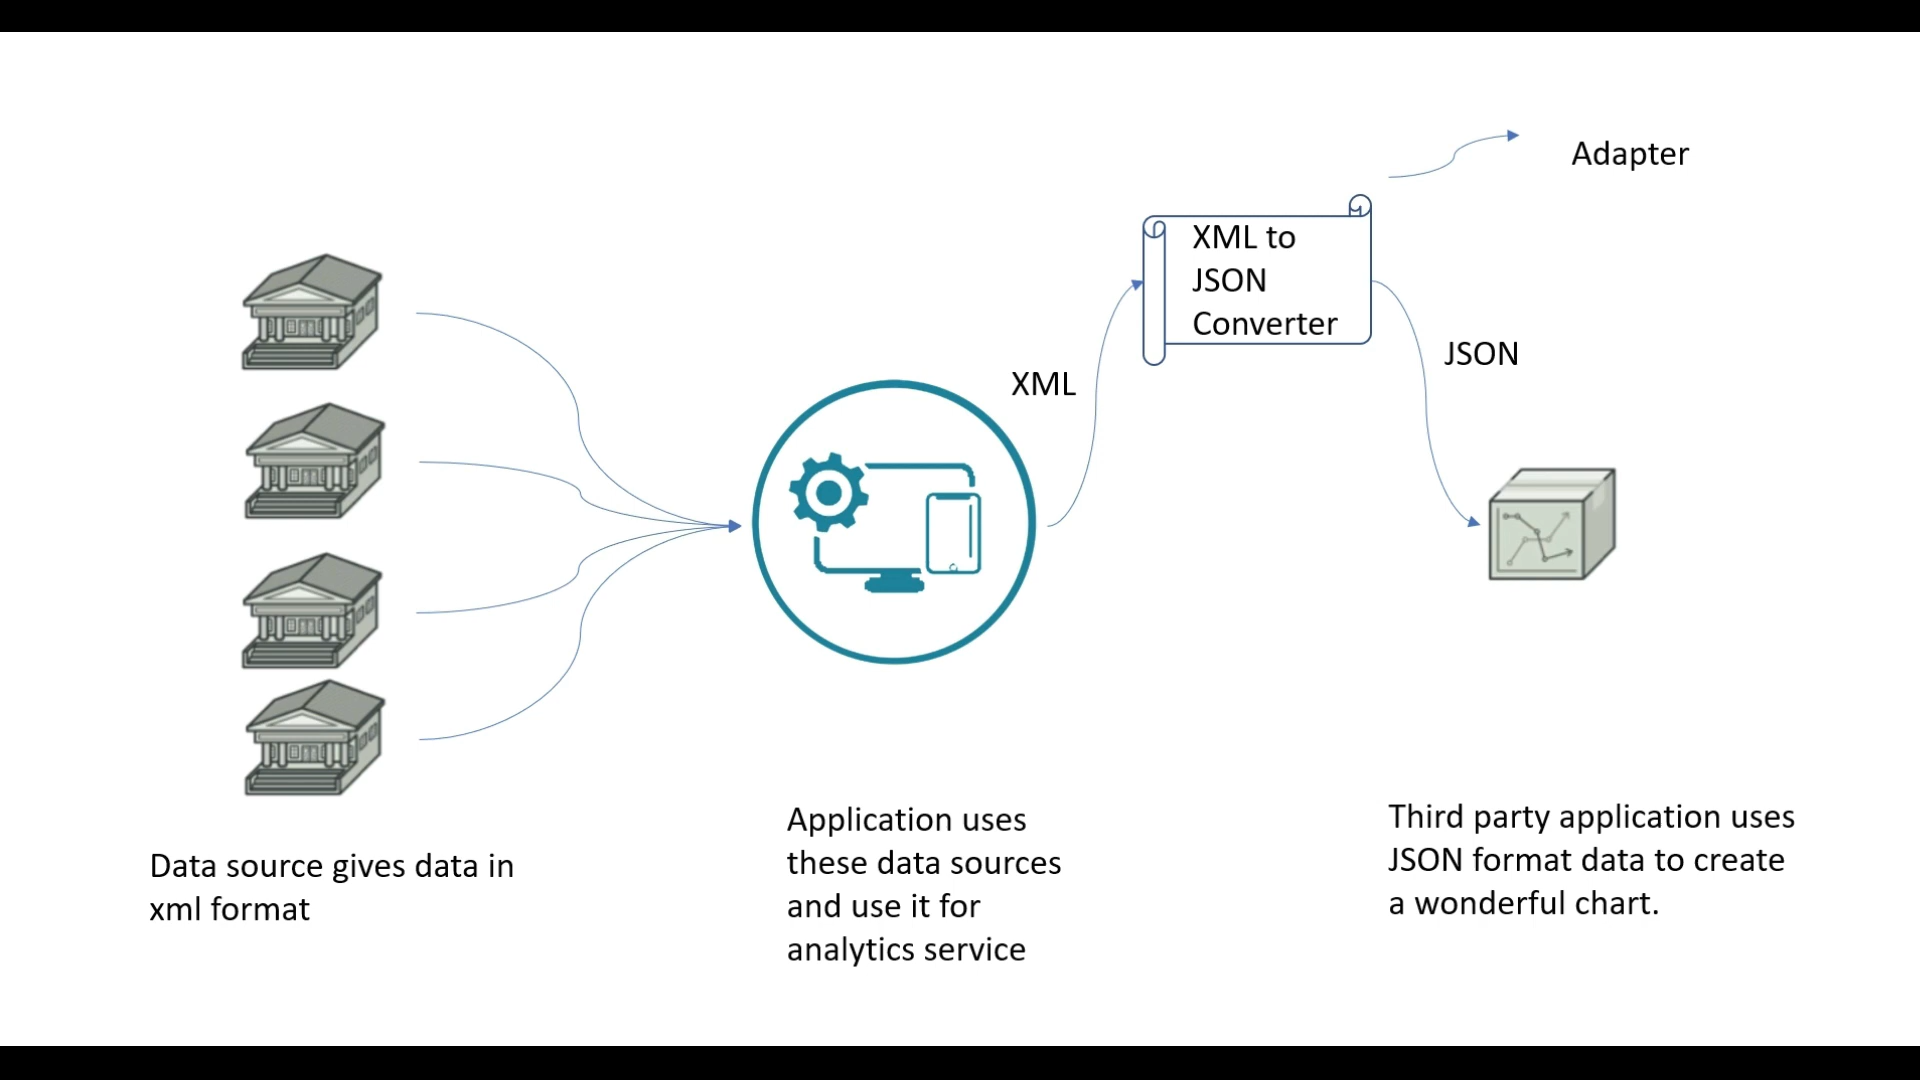 Adapter
XML to
JSON
Converter
XML
JSON
Data source gives data in
xml format
Application uses
these data sources
and use it for
analytics service
Third party application uses
JSON format data to create
a wonderful chart.